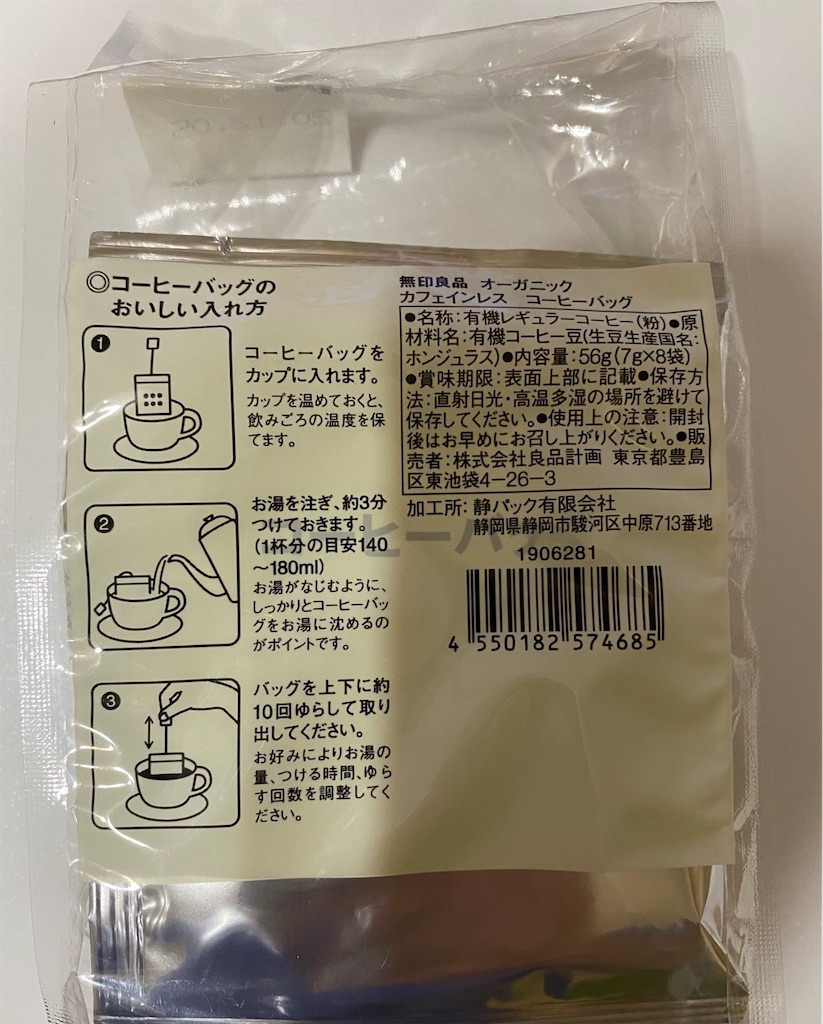 ◎コーヒーバッグの
おいしい入れ方
❶
コーヒーバッグを
カップに入れます。
カップを温めておくと、
飲みごろの温度を保
てます。
❷
お湯を注ぎ、約3分
つけておきます。
(1杯分の目安140
〜180ml)
お湯がなじむように、
しっかりとコーヒーバッ
グをお湯に沈めるの
がポイントです。
❸
バッグを上下に約
10回ゆらして取り
出してください。
お好みによりお湯の
量、つける時間、ゆら
す回数を調整してく
ださい。
無印良品 オーガニック
カフェインレス コーヒーバッグ
●名称:有機レギュラーコーヒー(粉)●原
材料名:有機コーヒー豆(生豆生産国名:
ホンジュラス)●内容量:56g(7g×8袋)
●賞味期限:表面上部に記載●保存方
法:直射日光・高温多湿の場所を避けて
保存してください。●使用上の注意:開封
後はお早めにお召し上がりください。●販
売者:株式会社良品計画 東京都豊島
区東池袋4-26-3
加工所:静パック有限会社
静岡県静岡市駿河区中原713番地
1906281
4 550182 574685